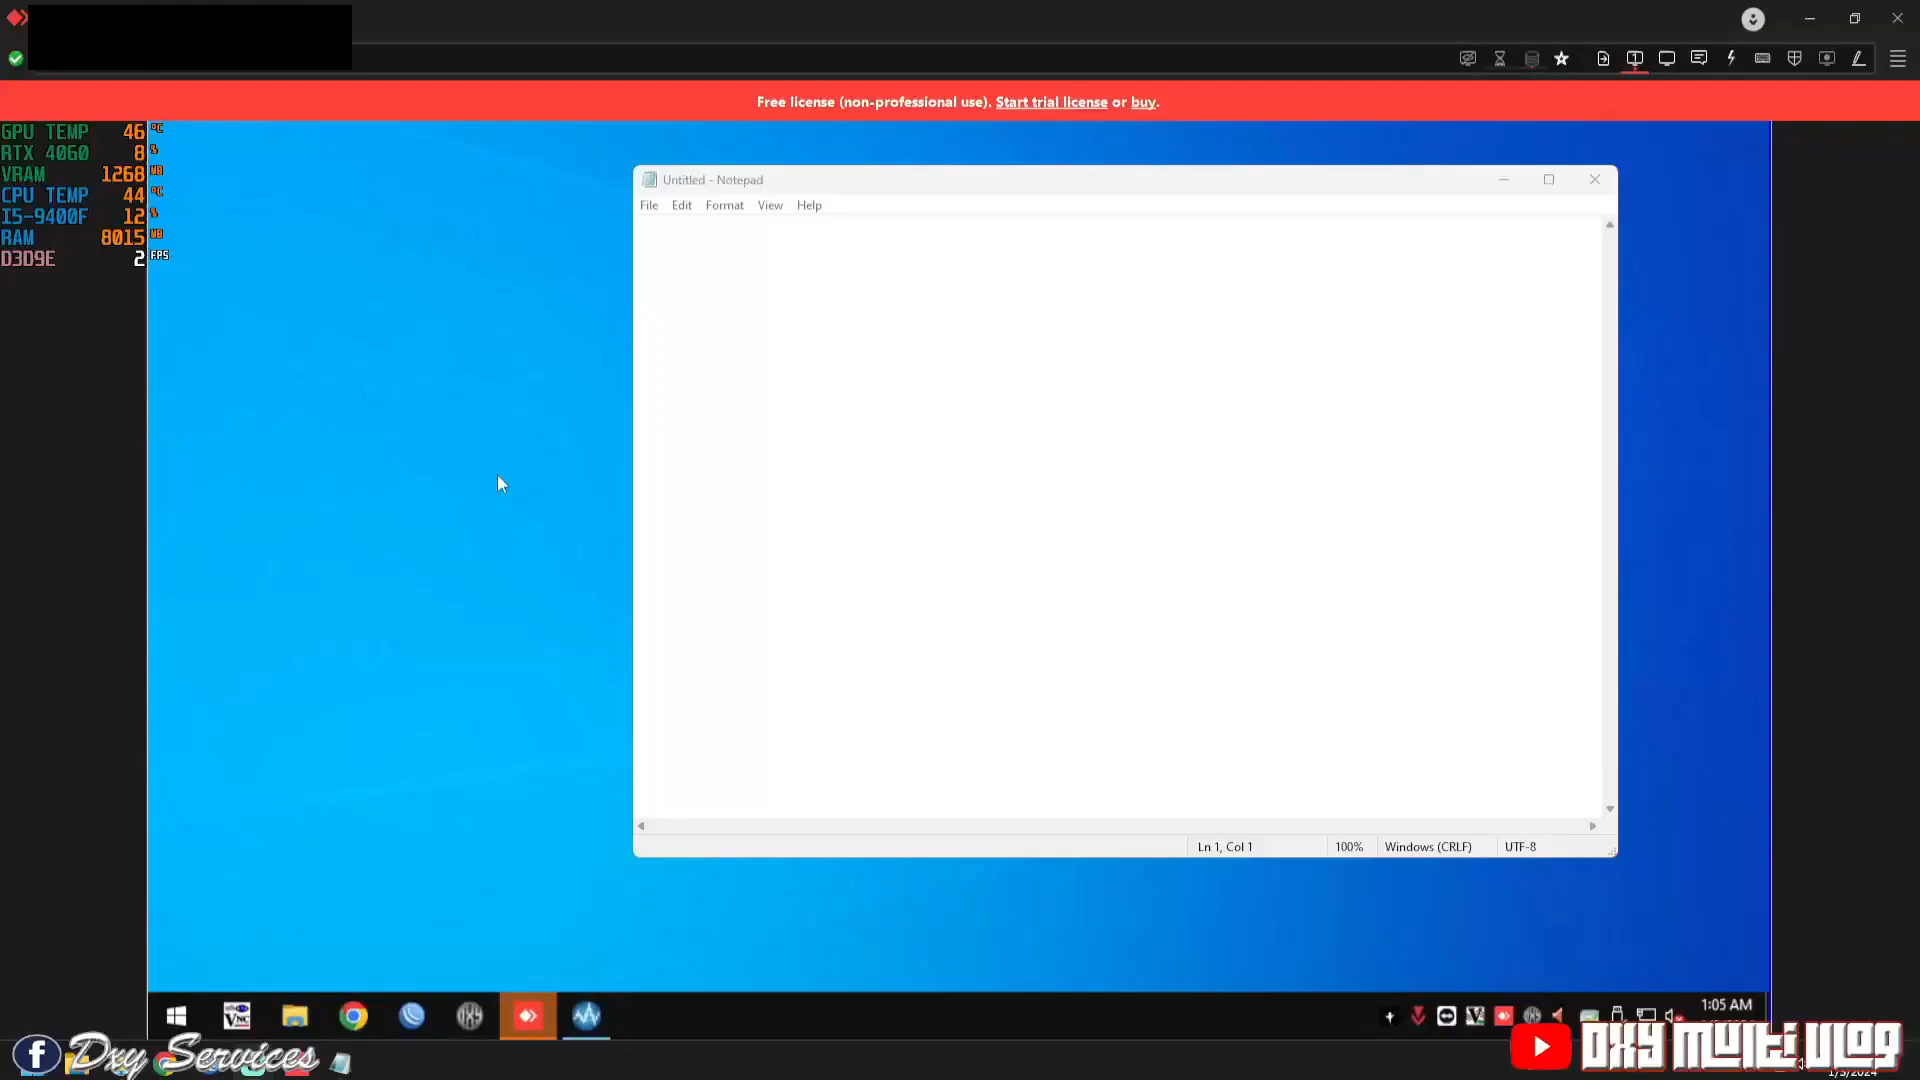 Free license (non-professional use). Start trial license or buy.
GPU TEMP 46 °C
RTX 4060 8 %
VRAM 1268 MB
CPU TEMP 44 °C
I5-9400F 12 %
RAM 8015 MB
D3D9E 2 FPS
Untitled - Notepad
File Edit Format View Help
Ln 1, Col 1 100% Windows (CRLF) UTF-8
VNC
1:05 AM
Dxy Services
DXY MULTI VLOG